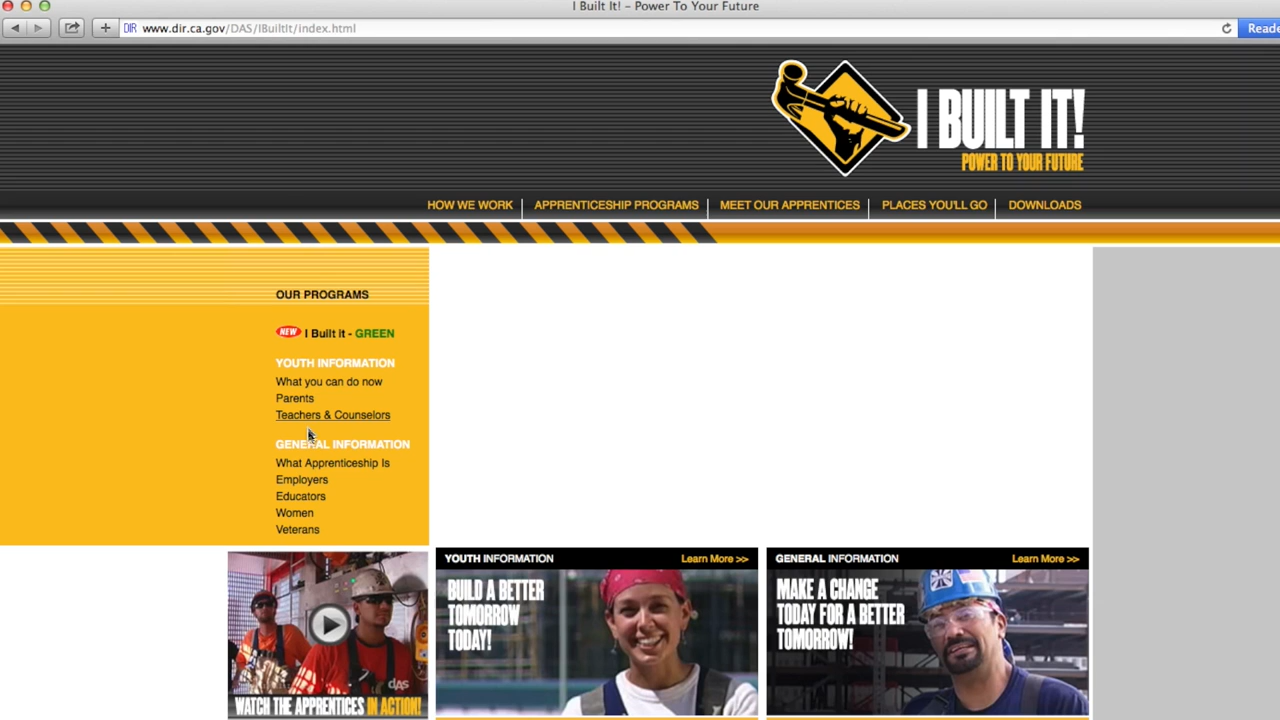 I Built It! – Power To Your Future
DIR www.dir.ca.gov/DAS/IBuiltIt/index.html
Reade
I BUILT IT!
POWER TO YOUR FUTURE
HOW WE WORK
APPRENTICESHIP PROGRAMS
MEET OUR APPRENTICES
PLACES YOU'LL GO
DOWNLOADS
OUR PROGRAMS
NEW I Built it - GREEN
YOUTH INFORMATION
What you can do now
Parents
Teachers & Counselors
GENERAL INFORMATION
What Apprenticeship Is
Employers
Educators
Women
Veterans
das
WATCH THE APPRENTICES IN ACTION!
YOUTH INFORMATION
Learn More >>
BUILD A BETTER
TOMORROW
TODAY!
GENERAL INFORMATION
Learn More >>
MAKE A CHANGE
TODAY FOR A BETTER
TOMORROW!